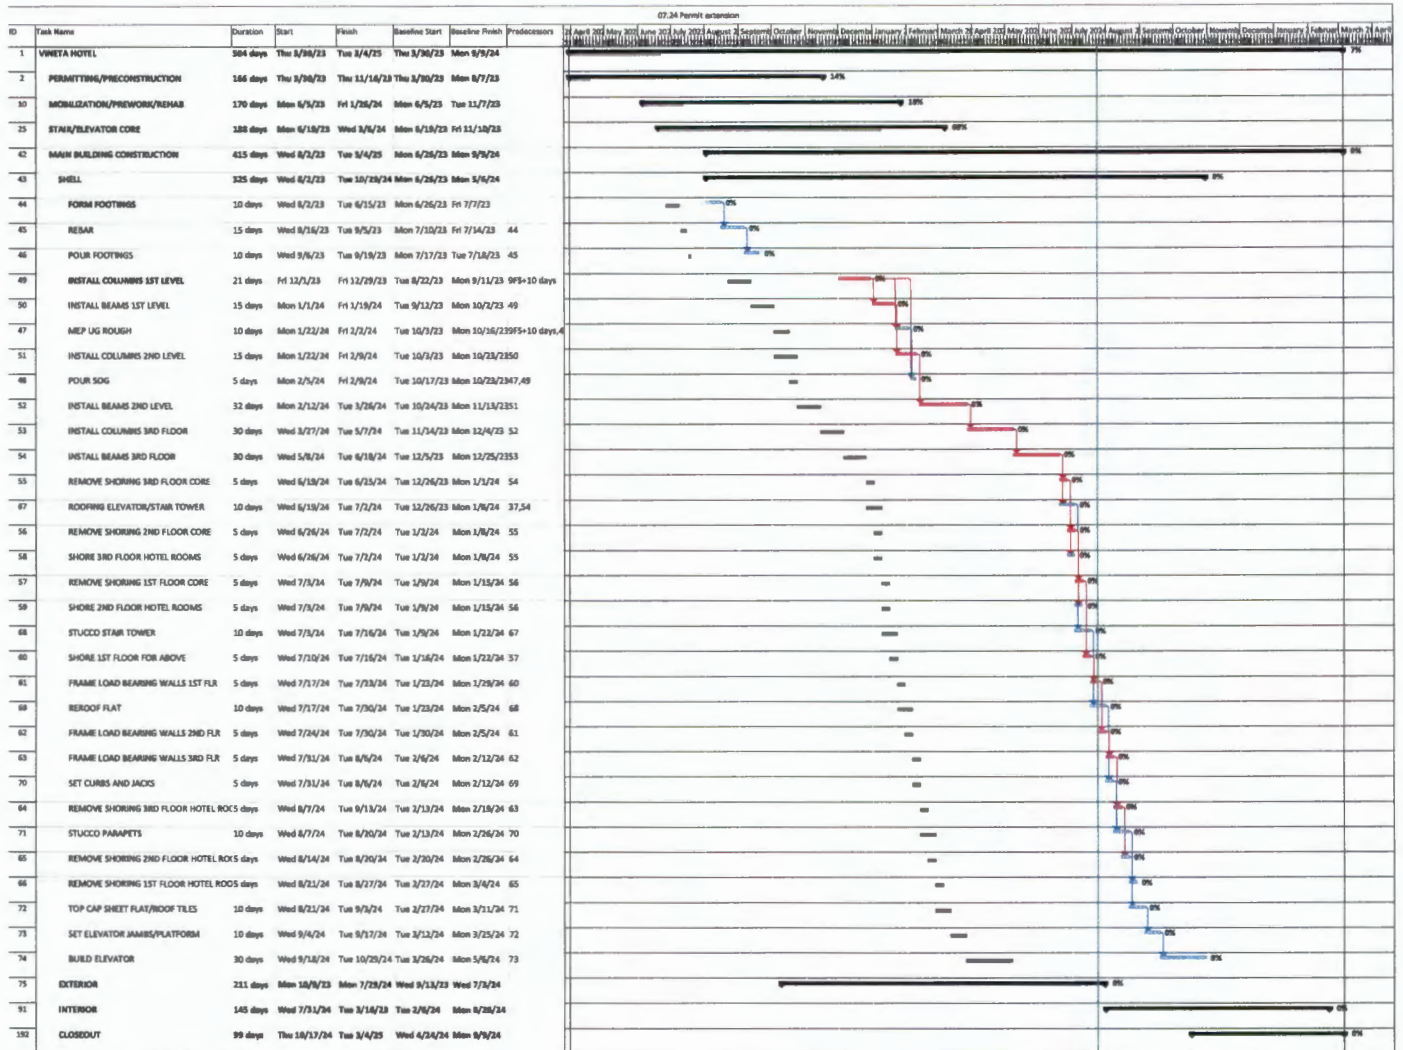 07.24 Permit extension
ID Task Name Duration Start Finish Baseline Start Baseline Finish Predecessors
1 VINETA HOTEL 504 days Thu 3/30/23 Tue 3/4/25 Thu 3/30/23 Mon 9/9/24 7%
2 PERMITTING/PRECONSTRUCTION 166 days Thu 3/30/23 Thu 11/16/23 Thu 3/30/23 Mon 8/7/23 14%
10 MOBILIZATION/PREWORK/REHAB 170 days Mon 6/5/23 Fri 1/26/24 Mon 6/5/23 Tue 11/7/23 18%
25 STAIR/ELEVATOR CORE 188 days Mon 6/19/23 Wed 3/6/24 Mon 6/19/23 Fri 11/10/23
42 MAIN BUILDING CONSTRUCTION 415 days Wed 8/2/23 Tue 3/4/25 Mon 6/26/23 Mon 9/9/24 0%
43 SHELL 325 days Wed 8/2/23 Tue 10/29/24 Mon 6/26/23 Mon 5/6/24 0%
44 FORM FOOTINGS 10 days Wed 8/2/23 Tue 8/15/23 Mon 6/26/23 Fri 7/7/23 0%
45 REBAR 15 days Wed 8/16/23 Tue 9/5/23 Mon 7/10/23 Fri 7/14/23 44 0%
46 POUR FOOTINGS 10 days Wed 9/6/23 Tue 9/19/23 Mon 7/17/23 Tue 7/18/23 45 0%
49 INSTALL COLUMNS 1ST LEVEL 21 days Fri 12/1/23 Fri 12/29/23 Tue 8/22/23 Mon 9/11/23 9FS+10 days 0%
50 INSTALL BEAMS 1ST LEVEL 15 days Mon 1/1/24 Fri 1/19/24 Tue 9/12/23 Mon 10/2/23 49 0%
47 MEP UG ROUGH 10 days Mon 1/22/24 Fri 2/2/24 Tue 10/3/23 Mon 10/16/23 9FS+10 days,4 0%
51 INSTALL COLUMNS 2ND LEVEL 15 days Mon 1/22/24 Fri 2/9/24 Tue 10/3/23 Mon 10/23/23 50 0%
48 POUR SOG 5 days Mon 2/5/24 Fri 2/9/24 Tue 10/17/23 Mon 10/23/23 47,49 0%
52 INSTALL BEAMS 2ND LEVEL 32 days Mon 2/12/24 Tue 3/26/24 Tue 10/24/23 Mon 11/13/23 51 0%
53 INSTALL COLUMNS 3RD FLOOR 30 days Wed 3/27/24 Tue 5/7/24 Tue 11/14/23 Mon 12/4/23 52 0%
54 INSTALL BEAMS 3RD FLOOR 30 days Wed 5/8/24 Tue 6/18/24 Tue 12/5/23 Mon 12/25/23 53 0%
55 REMOVE SHORING 3RD FLOOR CORE 5 days Wed 6/19/24 Tue 6/25/24 Tue 12/26/23 Mon 1/1/24 54 0%
67 ROOFING ELEVATOR/STAIR TOWER 10 days Wed 6/19/24 Tue 7/2/24 Tue 12/26/23 Mon 1/8/24 37,54 0%
56 REMOVE SHORING 2ND FLOOR CORE 5 days Wed 6/26/24 Tue 7/2/24 Tue 1/2/24 Mon 1/8/24 55 0%
58 SHORE 3RD FLOOR HOTEL ROOMS 5 days Wed 6/26/24 Tue 7/2/24 Tue 1/2/24 Mon 1/8/24 55 0%
57 REMOVE SHORING 1ST FLOOR CORE 5 days Wed 7/3/24 Tue 7/9/24 Tue 1/9/24 Mon 1/15/24 56 0%
59 SHORE 2ND FLOOR HOTEL ROOMS 5 days Wed 7/3/24 Tue 7/9/24 Tue 1/9/24 Mon 1/15/24 56 0%
68 STUCCO STAIR TOWER 10 days Wed 7/3/24 Tue 7/16/24 Tue 1/9/24 Mon 1/22/24 67 0%
60 SHORE 1ST FLOOR FOR ABOVE 5 days Wed 7/10/24 Tue 7/16/24 Tue 1/16/24 Mon 1/22/24 57 0%
61 FRAME LOAD BEARING WALLS 1ST FLR 5 days Wed 7/17/24 Tue 7/23/24 Tue 1/23/24 Mon 1/29/24 60 0%
69 REROOF FLAT 10 days Wed 7/17/24 Tue 7/30/24 Tue 1/23/24 Mon 2/5/24 68 0%
62 FRAME LOAD BEARING WALLS 2ND FLR 5 days Wed 7/24/24 Tue 7/30/24 Tue 1/30/24 Mon 2/5/24 61 0%
63 FRAME LOAD BEARING WALLS 3RD FLR 5 days Wed 7/31/24 Tue 8/6/24 Tue 2/6/24 Mon 2/12/24 62 0%
70 SET CURBS AND JACKS 5 days Wed 7/31/24 Tue 8/6/24 Tue 2/6/24 Mon 2/12/24 69 0%
64 REMOVE SHORING 3RD FLOOR HOTEL ROO 5 days Wed 8/7/24 Tue 9/13/24 Tue 2/13/24 Mon 2/19/24 63 0%
71 STUCCO PARAPETS 10 days Wed 8/7/24 Tue 8/20/24 Tue 2/13/24 Mon 2/26/24 70 0%
65 REMOVE SHORING 2ND FLOOR HOTEL ROO 5 days Wed 8/14/24 Tue 8/20/24 Tue 2/20/24 Mon 2/26/24 64 0%
66 REMOVE SHORING 1ST FLOOR HOTEL ROO 5 days Wed 8/21/24 Tue 8/27/24 Tue 2/27/24 Mon 3/4/24 65 0%
72 TOP CAP SHEET FLAT/ROOF TILES 10 days Wed 8/21/24 Tue 9/3/24 Tue 2/27/24 Mon 3/11/24 71 0%
73 SET ELEVATOR JAMBS/PLATFORM 10 days Wed 9/4/24 Tue 9/17/24 Tue 3/12/24 Mon 3/25/24 72 0%
74 BUILD ELEVATOR 30 days Wed 9/18/24 Tue 10/29/24 Tue 3/26/24 Mon 5/6/24 73 0%
75 EXTERIOR 211 days Mon 10/9/23 Mon 7/29/24 Wed 9/13/23 Wed 7/3/24 0%
91 INTERIOR 145 days Wed 7/31/24 Tue 2/6/24 0%
192 CLOSEOUT 99 days Thu 10/17/24 Tue 3/4/25 Wed 4/24/24 Mon 9/9/24 0%